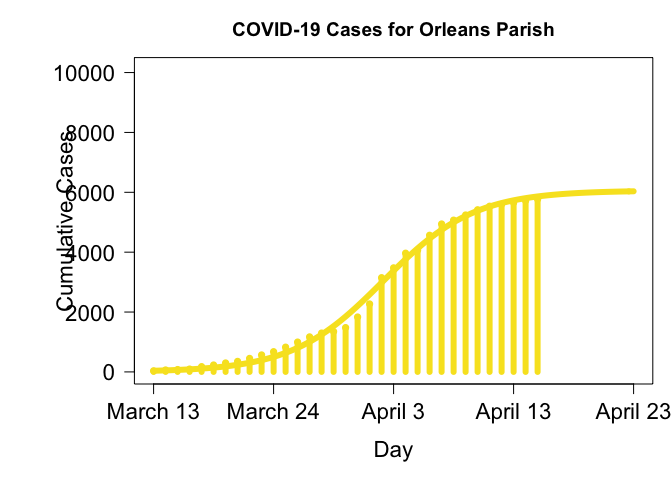 COVID-19 Cases for Orleans Parish
Cumulative Cases
10000
8000
6000
4000
2000
0
March 13 March 24 April 3 April 13 April 23
Day